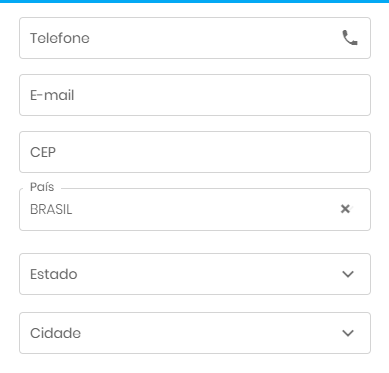 Telefone
E-mail
CEP
País
BRASIL
Estado
Cidade